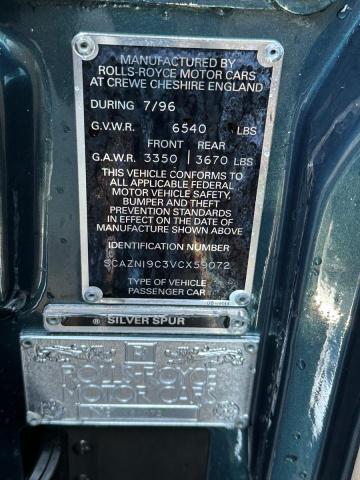 MANUFACTURED BY
ROLLS-ROYCE MOTOR CARS
AT CREWE CHESHIRE ENGLAND
DURING 7/96
G.V.W.R. 6540 LBS
FRONT REAR
G.A.W.R. 3350 | 3670 LBS
THIS VEHICLE CONFORMS TO
ALL APPLICABLE FEDERAL
MOTOR VEHICLE SAFETY,
BUMPER AND THEFT
PREVENTION STANDARDS
IN EFFECT ON THE DATE OF
MANUFACTURE SHOWN ABOVE
IDENTIFICATION NUMBER
SCAZN19C3VCX59072
TYPE OF VEHICLE
PASSENGER CAR
® SILVER SPUR
ROLLS-ROYCE
MOTOR CARS